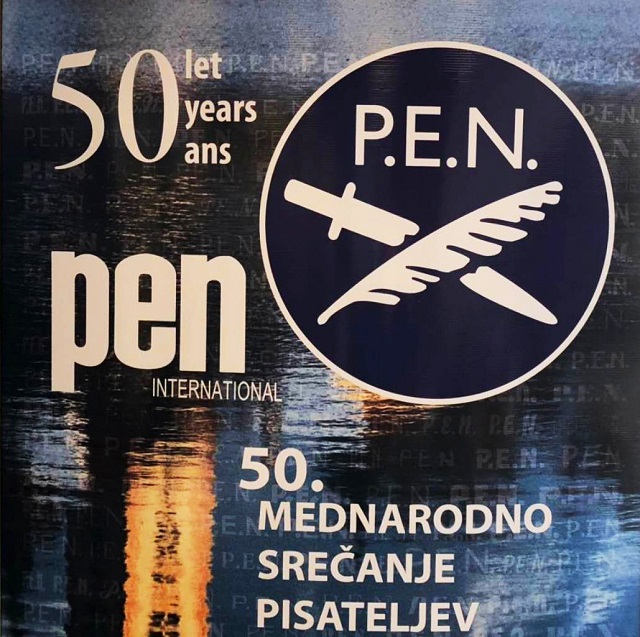 50 let
years
ans
P.E.N.
pen
INTERNATIONAL
50.
MEDNARODNO
SREČANJE
PISATELJEV